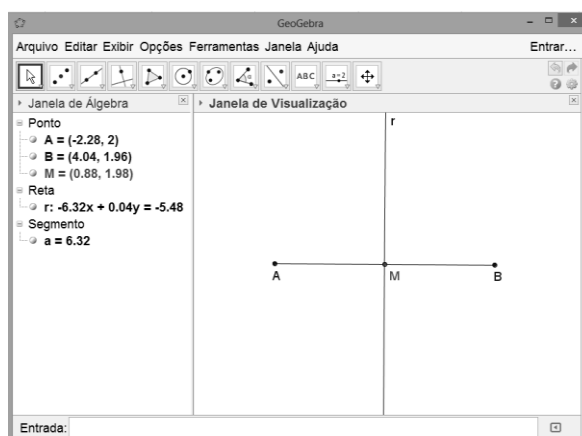 GeoGebra
Arquivo Editar Exibir Opções Ferramentas Janela Ajuda Entrar...
ABC a=2
Janela de Álgebra
Janela de Visualização
Ponto
A = (-2.28, 2)
B = (4.04, 1.96)
M = (0.88, 1.98)
Reta
r: -6.32x + 0.04y = -5.48
Segmento
a = 6.32
r
A M B
Entrada: